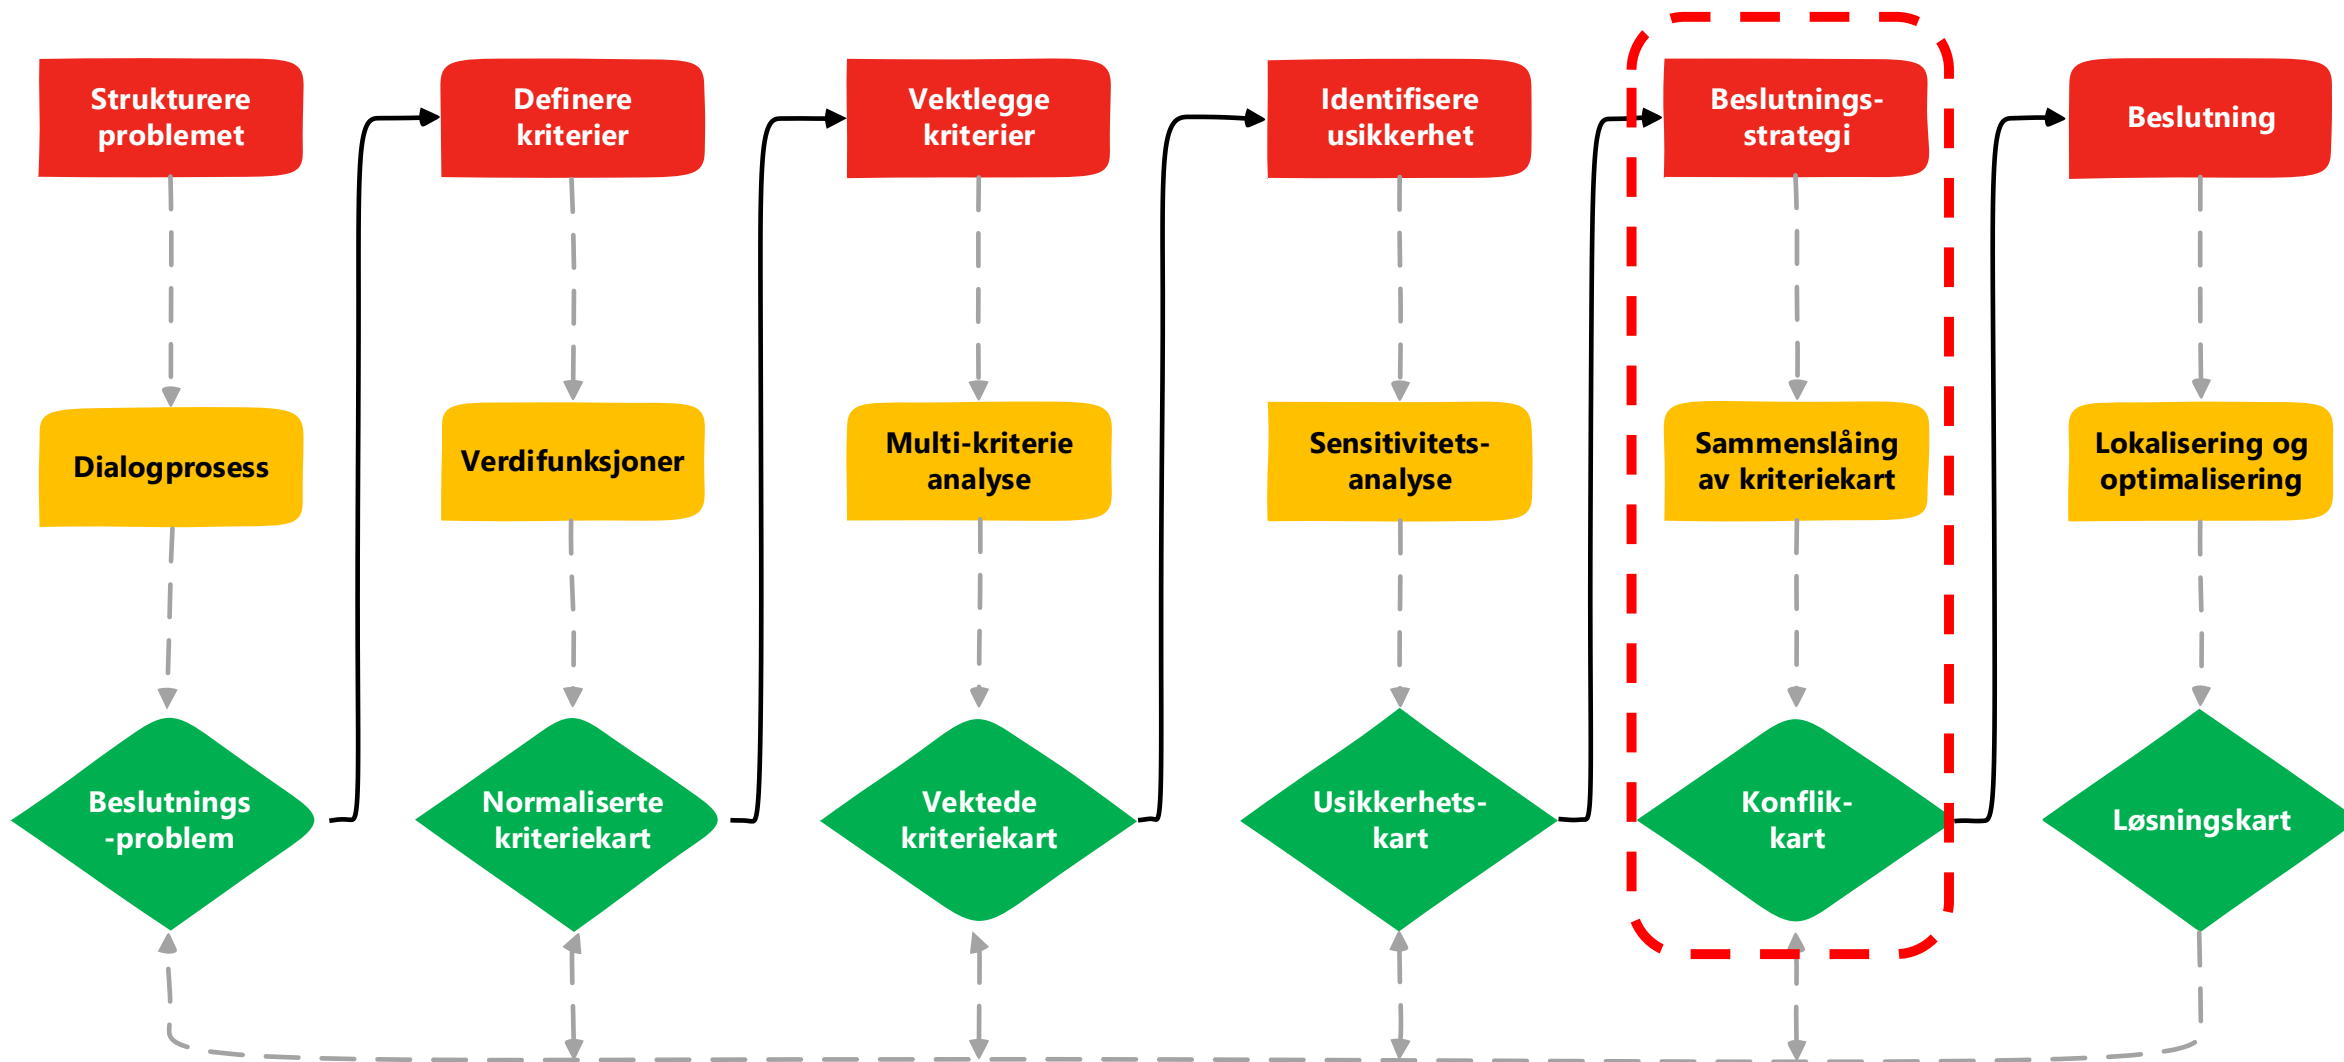 Strukturere
problemet
Definere
kriterier
Vektlegge
kriterier
Identifisere
usikkerhet
Beslutnings-
strategi
Beslutning
Dialogprosess
Verdifunksjoner
Multi-kriterie
analyse
Sensitivitets-
analyse
Sammenslåing
av kriteriekart
Lokalisering og
optimalisering
Beslutnings
-problem
Normaliserte
kriteriekart
Vektede
kriteriekart
Usikkerhets-
kart
Konflik-
kart
Løsningskart